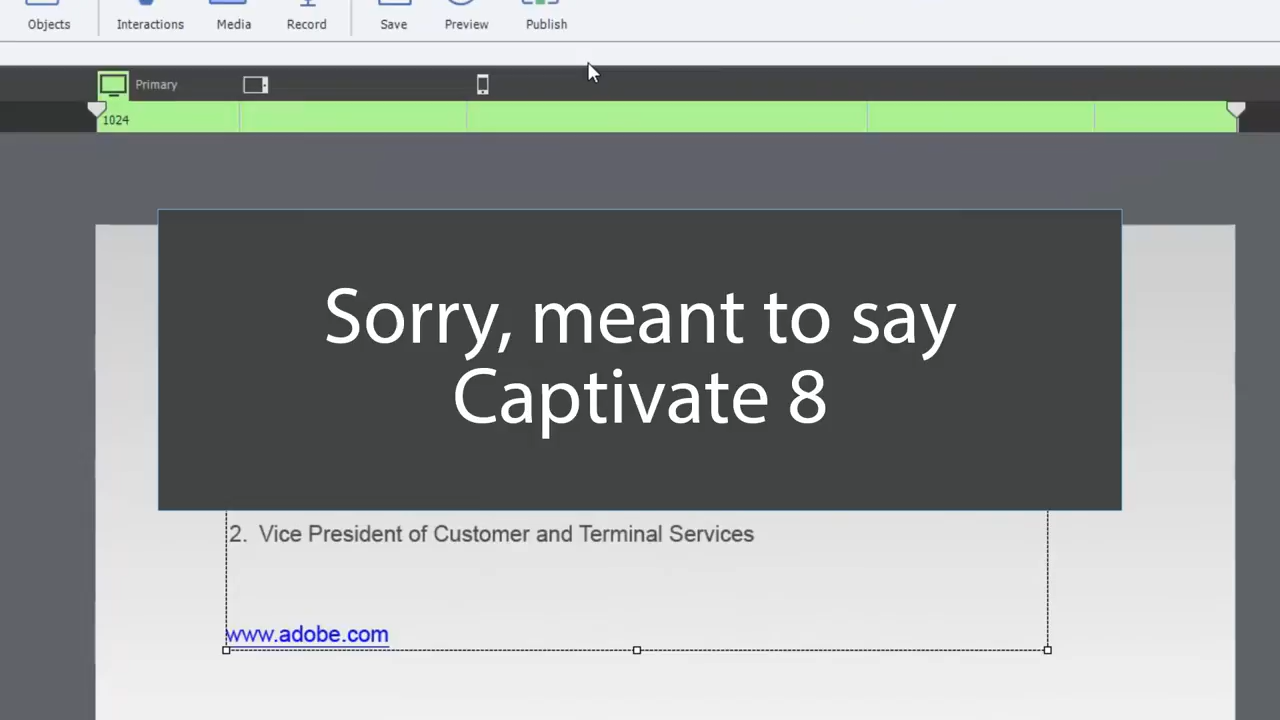 Objects
Interactions
Media
Record
Save
Preview
Publish
Primary
1024
Sorry, meant to say
Captivate 8
2. Vice President of Customer and Terminal Services
www.adobe.com